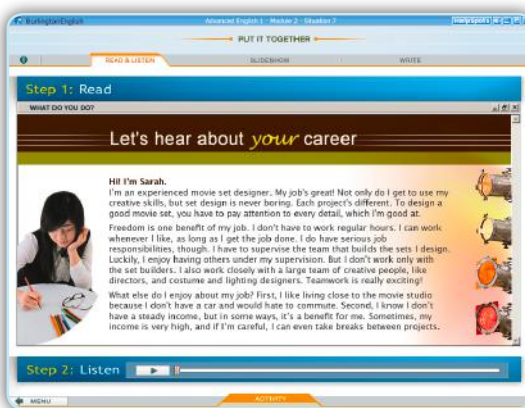 BurlingtonEnglish
Advanced English 1 - Module 2 - Situation 7
HelpSpots
PUT IT TOGETHER
READ & LISTEN
SLIDESHOW
WRITE
Step 1: Read
WHAT DO YOU DO?
Let's hear about your career
Hi! I'm Sarah.
I'm an experienced movie set designer. My job's great! Not only do I get to use my
creative skills, but set design is never boring. Each project's different. To design a
good movie set, you have to pay attention to every detail, which I'm good at.
Freedom is one benefit of my job. I don't have to work regular hours. I can work
whenever I like, as long as I get the job done. I do have serious job
responsibilities, though. I have to supervise the team that builds the sets I design.
Luckily, I enjoy having others under my supervision. But I don't work only with
the set builders. I also work closely with a large team of creative people, like
directors, and costume and lighting designers. Teamwork is really exciting!
What else do I enjoy about my job? First, I like living close to the movie studio
because I don't have a car and would hate to commute. Second, I know I don't
have a steady income, but in some ways, it's a benefit for me. Sometimes, my
income is very high, and if I'm careful, I can even take breaks between projects.
Step 2: Listen
MENU
ACTIVITY